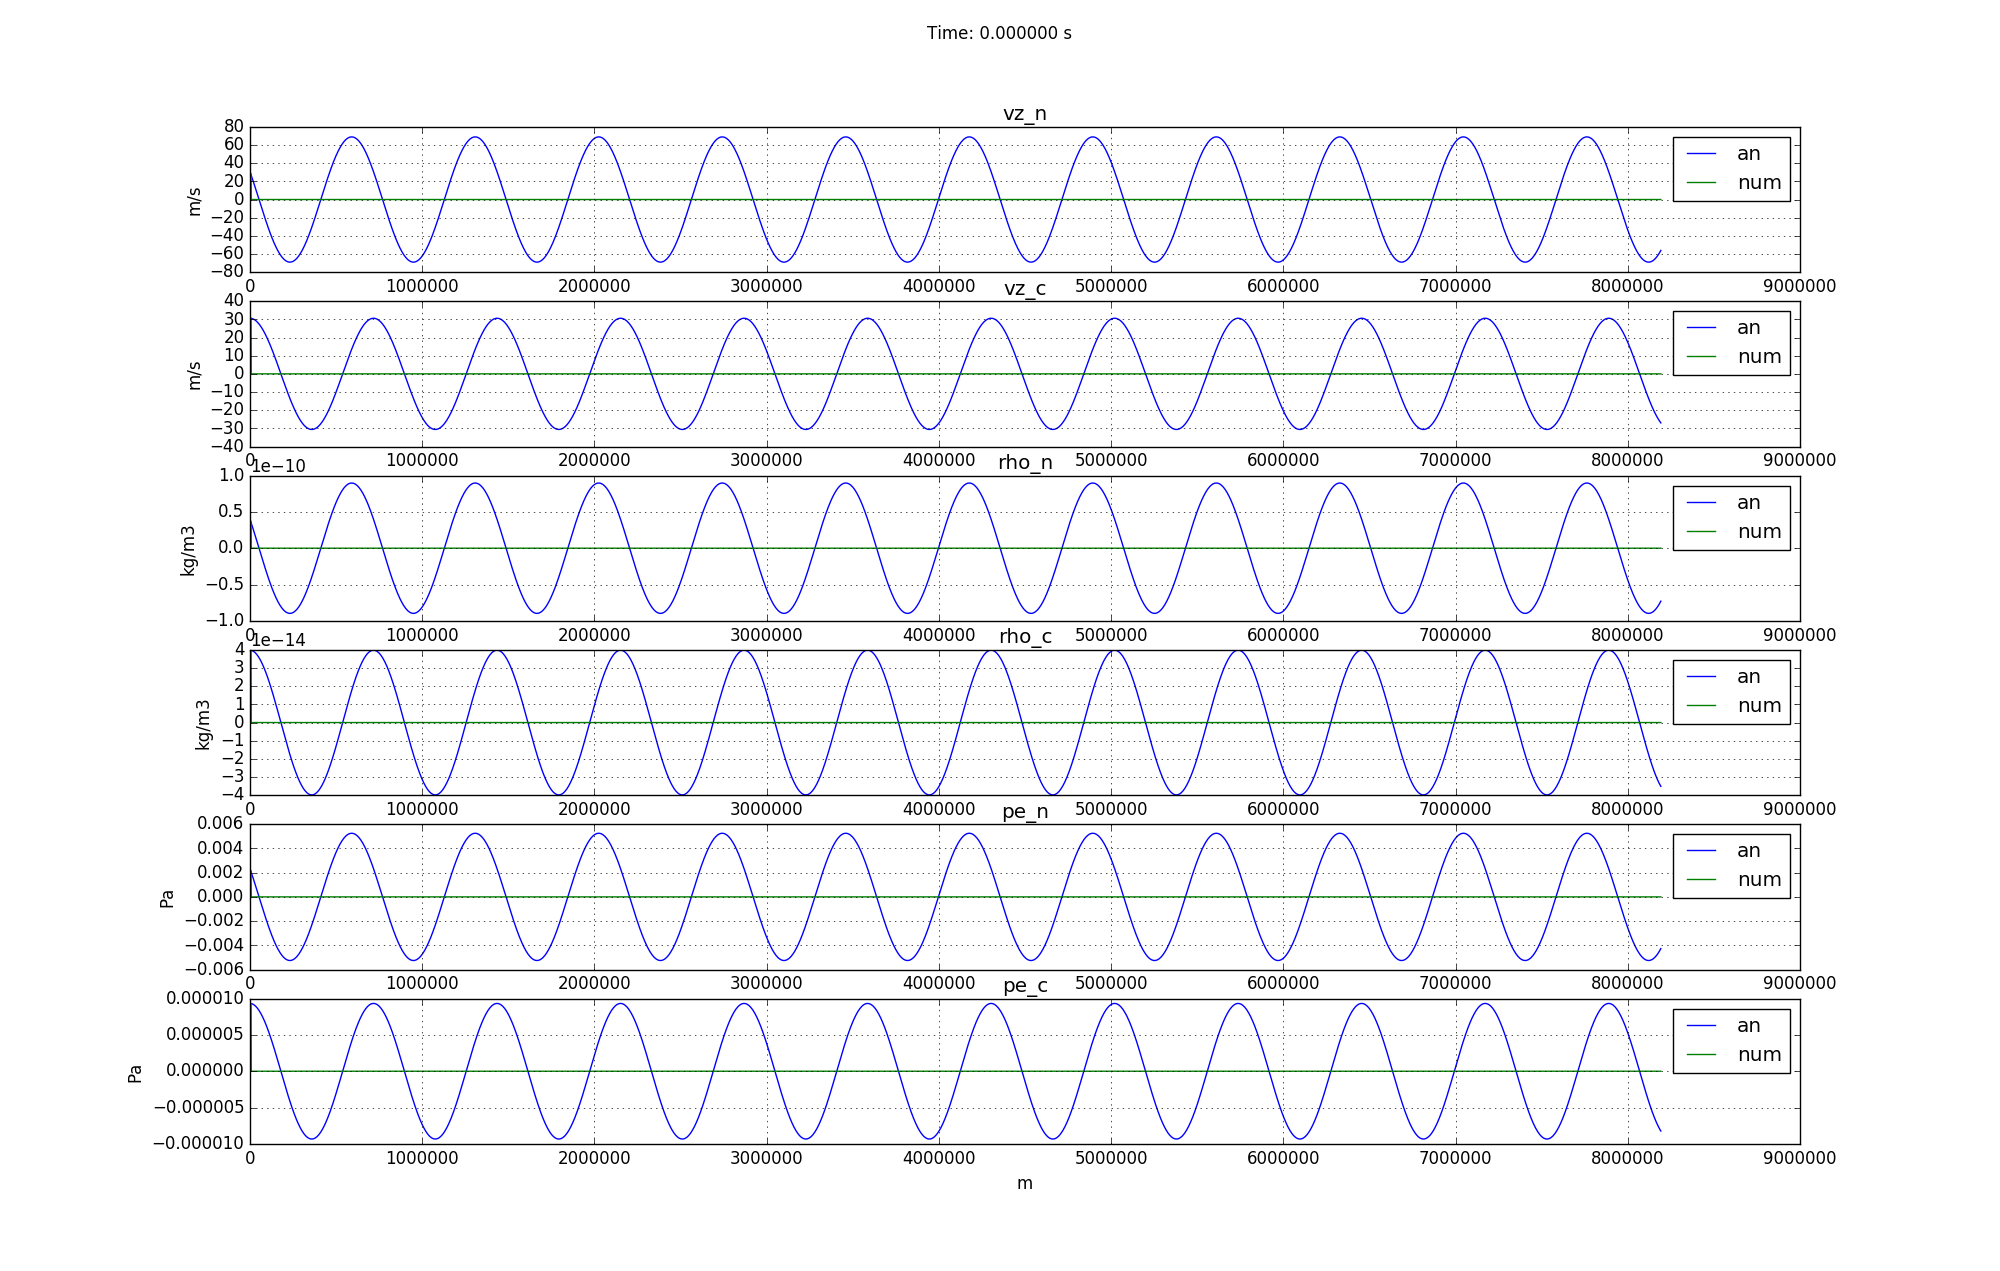 Time: 0.000000 s
vz_n
80
60
40
20
0
−20
−40
−60
−80
m/s
an
num
0 1000000 2000000 3000000 4000000 5000000 6000000 7000000 8000000 9000000
vz_c
40
30
20
10
0
−10
−20
−30
−40
m/s
an
num
0 1000000 2000000 3000000 4000000 5000000 6000000 7000000 8000000 9000000
1e−10
rho_n
1.0
0.5
0.0
−0.5
−1.0
kg/m3
an
num
0 1000000 2000000 3000000 4000000 5000000 6000000 7000000 8000000 9000000
1e−14
rho_c
4
3
2
1
0
−1
−2
−3
−4
kg/m3
an
num
0 1000000 2000000 3000000 4000000 5000000 6000000 7000000 8000000 9000000
pe_n
0.006
0.004
0.002
0.000
−0.002
−0.004
−0.006
Pa
an
num
0 1000000 2000000 3000000 4000000 5000000 6000000 7000000 8000000 9000000
pe_c
0.000010
0.000005
0.000000
−0.000005
−0.000010
Pa
an
num
0 1000000 2000000 3000000 4000000 5000000 6000000 7000000 8000000 9000000
m